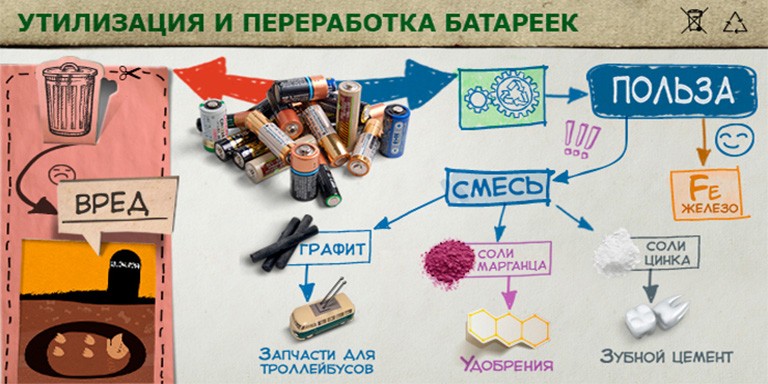 УТИЛИЗАЦИЯ И ПЕРЕРАБОТКА БАТАРЕЕК
ПОЛЬЗА
!!!
СМЕСЬ
Fe
ЖЕЛЕЗО
ВРЕД
ГРАФИТ
СОЛИ
МАРГАНЦА
СОЛИ
ЦИНКА
ЗАПЧАСТИ ДЛЯ
ТРОЛЛЕЙБУСОВ
УДОБРЕНИЯ
ЗУБНОЙ ЦЕМЕНТ